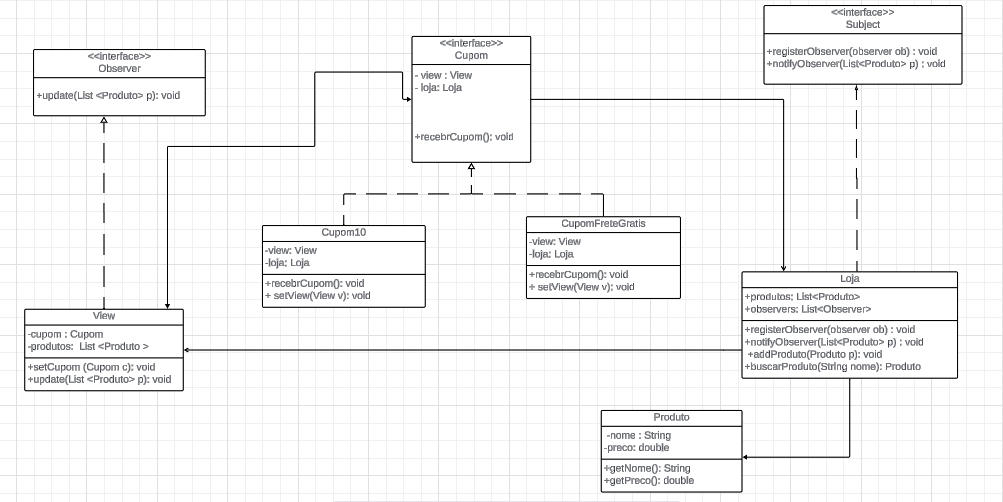 <<interface>>
Observer
+update(List <Produto> p): void
<<interface>>
Cupom
- view : View
- loja: Loja
+recebrCupom(): void
<<interface>>
Subject
+registerObserver(observer ob) : void
+notifyObserver(List<Produto> p) : void
Cupom10
-view: View
-loja: Loja
+recebrCupom(): void
+ setView(View v): void
CupomFreteGratis
-view: View
-loja: Loja
+recebrCupom(): void
+ setView(View v): void
View
-cupom : Cupom
-produtos:  List <Produto >
+setCupom (Cupom c): void
+update(List <Produto> p): void
Loja
+produtos: List<Produto>
+observers: List<Observer>
+registerObserver(observer ob) : void
+notifyObserver(List<Produto> p) : void
+addProduto(Produto p): void
+buscarProduto(String nome): Produto
Produto
-nome : String
-preco: double
+getNome(): String
+getPreco(): double